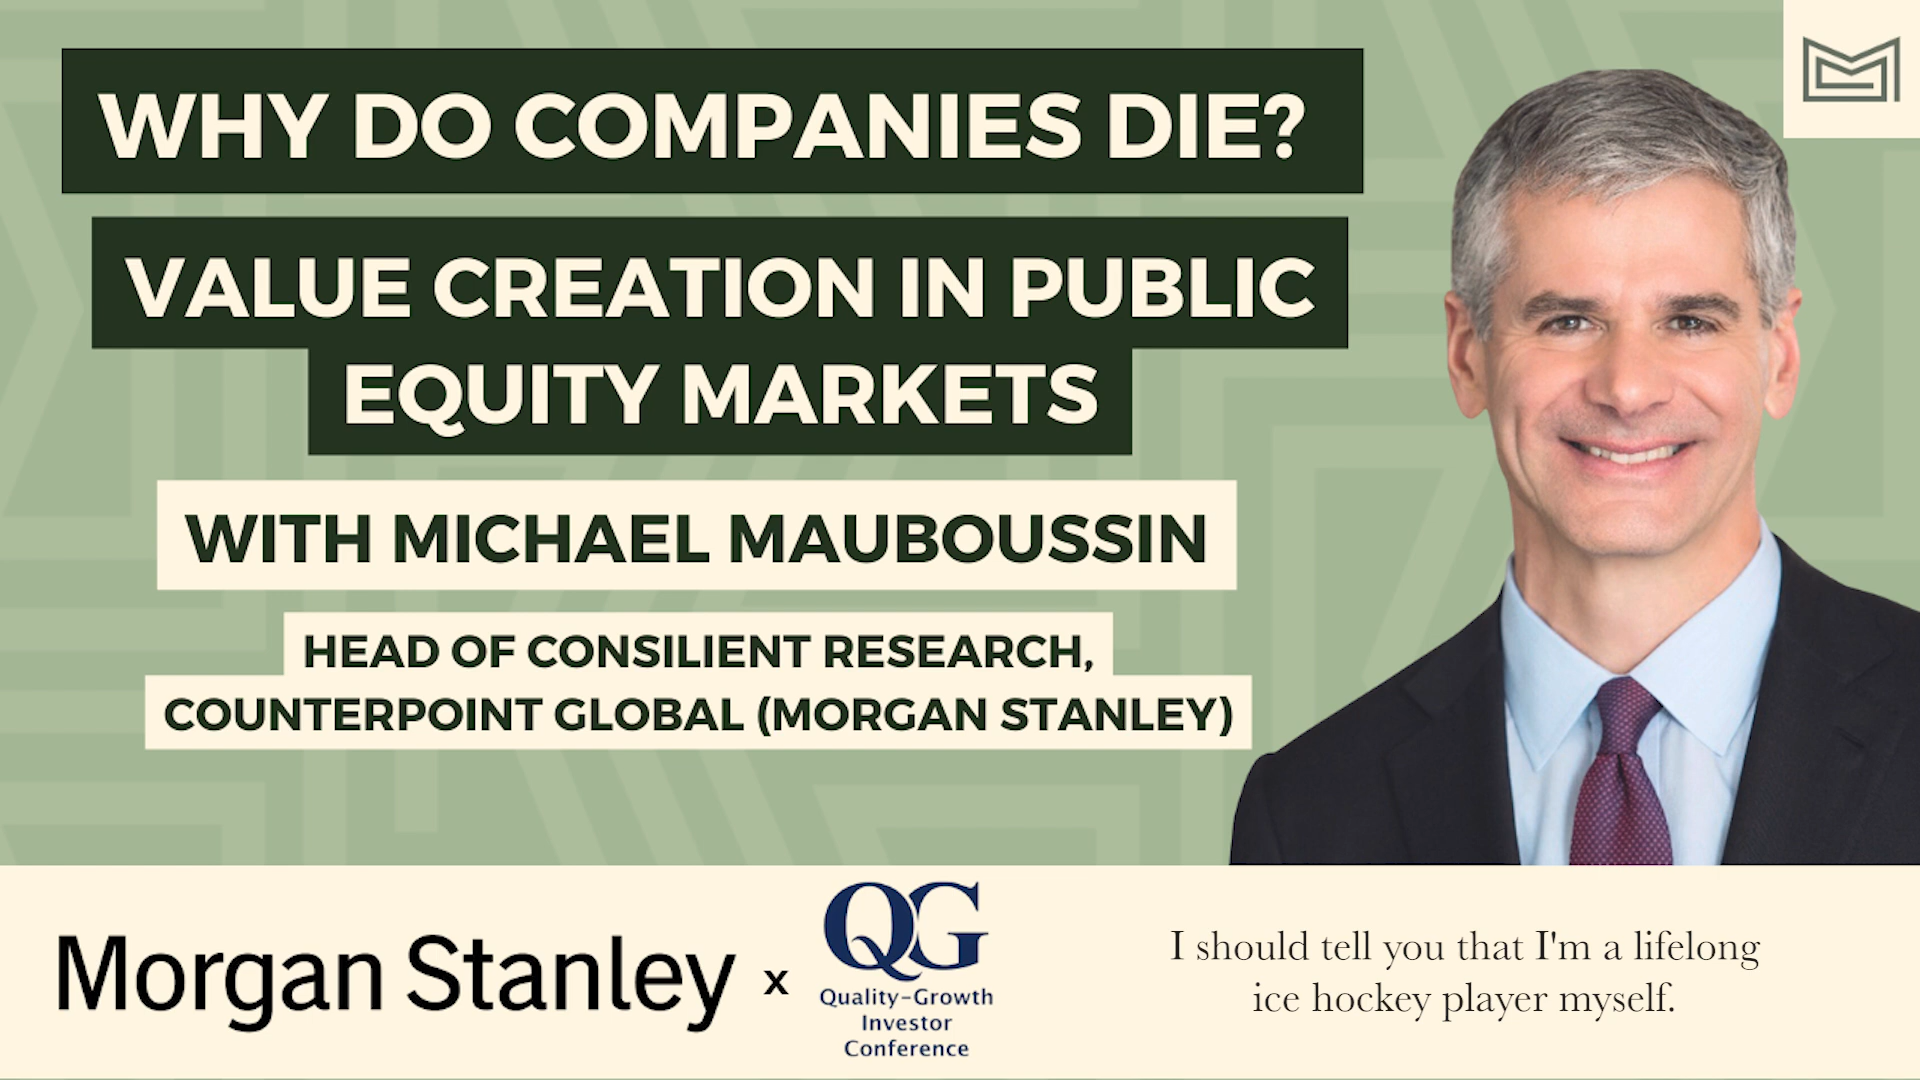 WHY DO COMPANIES DIE?
VALUE CREATION IN PUBLIC
EQUITY MARKETS
WITH MICHAEL MAUBOUSSIN
HEAD OF CONSILIENT RESEARCH,
COUNTERPOINT GLOBAL (MORGAN STANLEY)
Morgan Stanley x
QG
Quality-Growth
Investor
Conference
I should tell you that I'm a lifelong
ice hockey player myself.